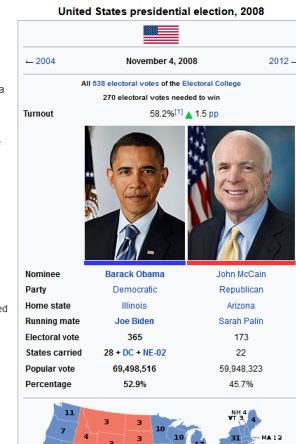 United States presidential election, 2008
← 2004 November 4, 2008 2012
All 538 electoral votes of the Electoral College
270 electoral votes needed to win
Turnout 58.2%[1] ▲ 1.5 pp
Nominee Barack Obama John McCain
Party Democratic Republican
Home state Illinois Arizona
Running mate Joe Biden Sarah Palin
Electoral vote 365 173
States carried 28 + DC + NE-02 22
Popular vote 69,498,516 59,948,323
Percentage 52.9% 45.7%
11 3 3 10 NH 4 4
VT 3
7 4 3 10 31 MA 12